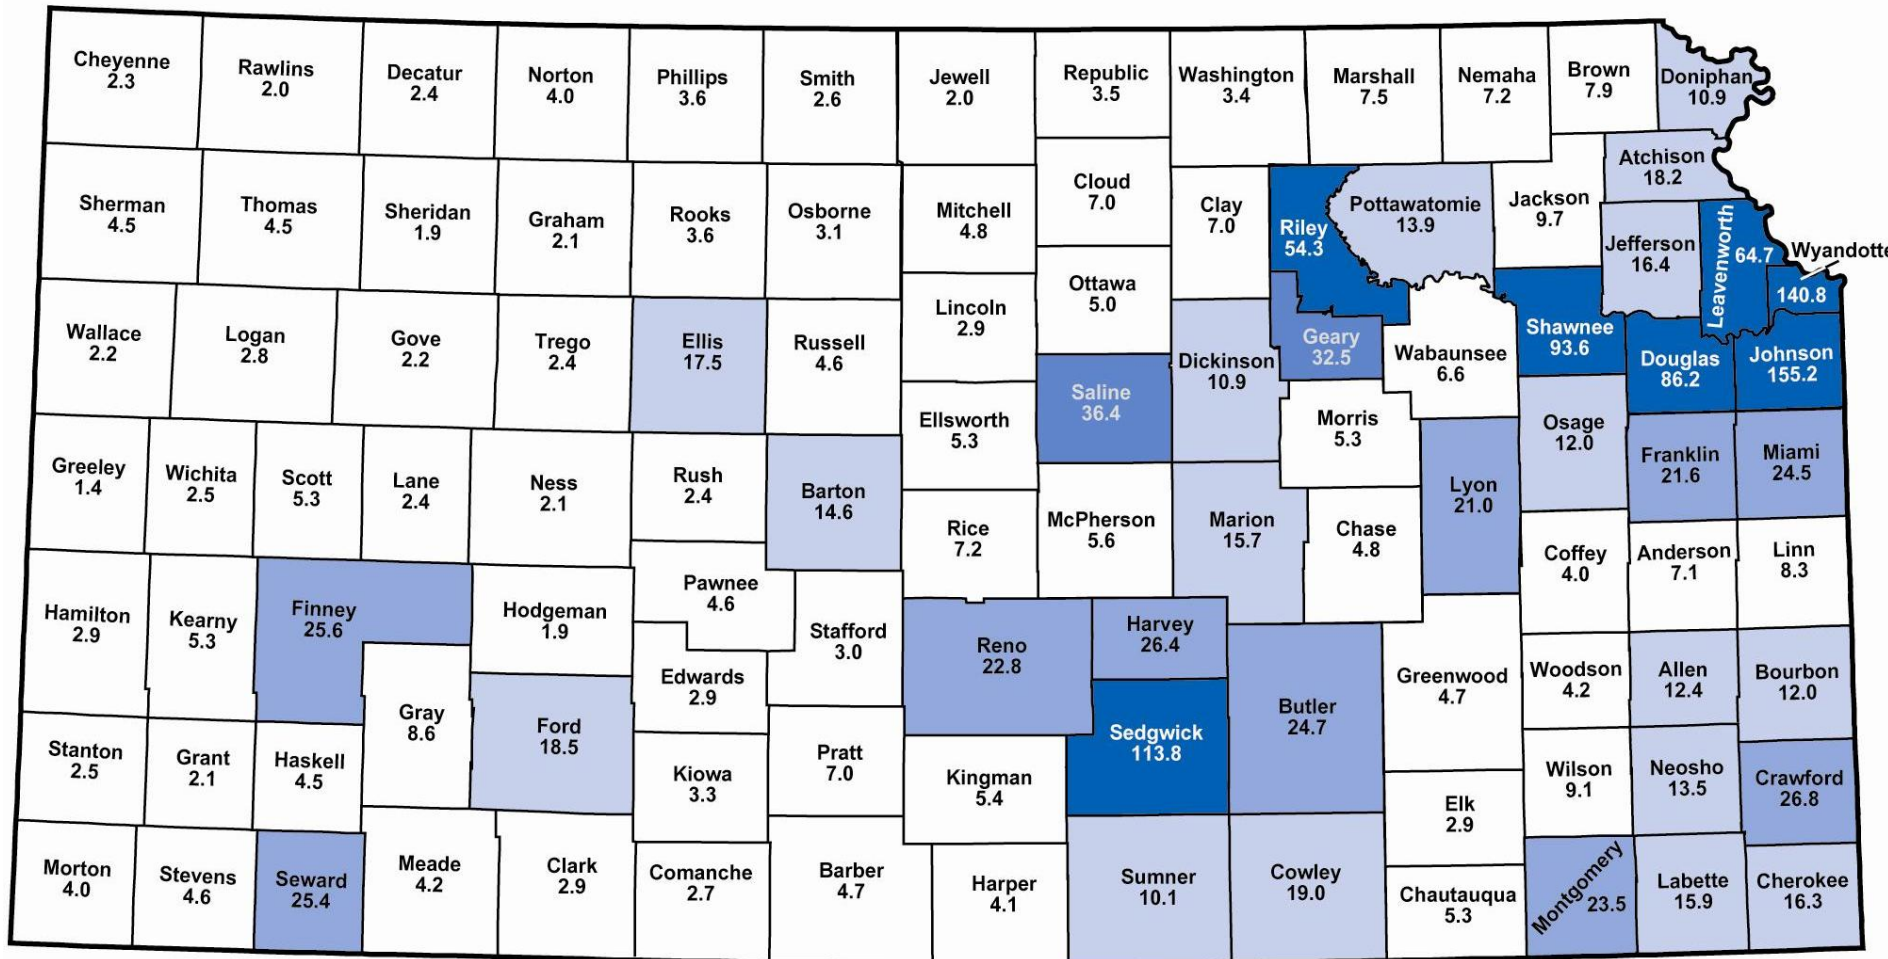 Cheyenne
2.3
Rawlins
2.0
Decatur
2.4
Norton
4.0
Phillips
3.6
Smith
2.6
Jewell
2.0
Republic
3.5
Washington
3.4
Marshall
7.5
Nemaha
7.2
Brown
7.9
Doniphan
10.9
Sherman
4.5
Thomas
4.5
Sheridan
1.9
Graham
2.1
Rooks
3.6
Osborne
3.1
Mitchell
4.8
Cloud
7.0
Clay
7.0
Riley
54.3
Pottawatomie
13.9
Jackson
9.7
Atchison
18.2
Jefferson
16.4
Leavenworth
64.7
Wyandotte
140.8
Wallace
2.2
Logan
2.8
Gove
2.2
Trego
2.4
Ellis
17.5
Russell
4.6
Lincoln
2.9
Ottawa
5.0
Saline
36.4
Dickinson
10.9
Geary
32.5
Wabaunsee
6.6
Shawnee
93.6
Douglas
86.2
Johnson
155.2
Greeley
1.4
Wichita
2.5
Scott
5.3
Lane
2.4
Ness
2.1
Rush
2.4
Barton
14.6
Ellsworth
5.3
Rice
7.2
McPherson
5.6
Marion
15.7
Morris
5.3
Chase
4.8
Lyon
21.0
Osage
12.0
Franklin
21.6
Miami
24.5
Coffey
4.0
Anderson
7.1
Linn
8.3
Hamilton
2.9
Kearny
5.3
Finney
25.6
Hodgeman
1.9
Pawnee
4.6
Stafford
3.0
Edwards
2.9
Reno
22.8
Harvey
26.4
Sedgwick
113.8
Butler
24.7
Greenwood
4.7
Woodson
4.2
Allen
12.4
Bourbon
12.0
Stanton
2.5
Grant
2.1
Haskell
4.5
Gray
8.6
Ford
18.5
Kiowa
3.3
Pratt
7.0
Kingman
5.4
Elk
2.9
Wilson
9.1
Neosho
13.5
Crawford
26.8
Morton
4.0
Stevens
4.6
Seward
25.4
Meade
4.2
Clark
2.9
Comanche
2.7
Barber
4.7
Harper
4.1
Sumner
10.1
Cowley
19.0
Chautauqua
5.3
Montgomery
23.5
Labette
15.9
Cherokee
16.3